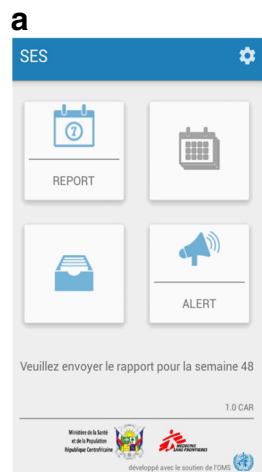 a
SES
7
REPORT
ALERT
Veuillez envoyer le rapport pour la semaine 48
1.0 CAR
Ministère de la Santé
et de la Population
République Centrafricaine
MEDECINS
SANS FRONTIERES
développé avec le soutien de l'OMS